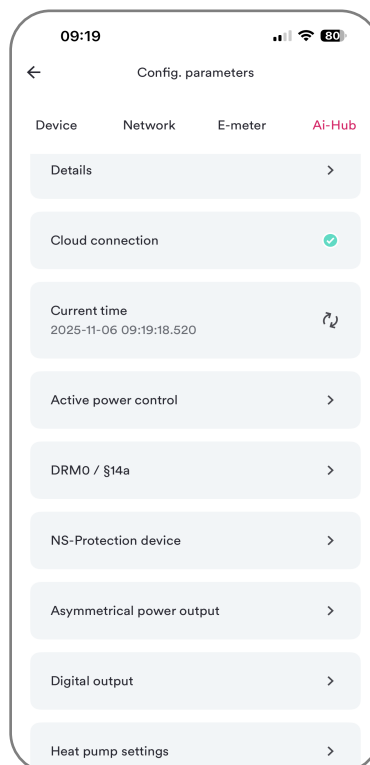 09:19
80
Config. parameters
Device Network E-meter Ai-Hub
Details
Cloud connection
Current time
2025-11-06 09:19:18.520
Active power control
DRM0 / §14a
NS-Protection device
Asymmetrical power output
Digital output
Heat pump settings